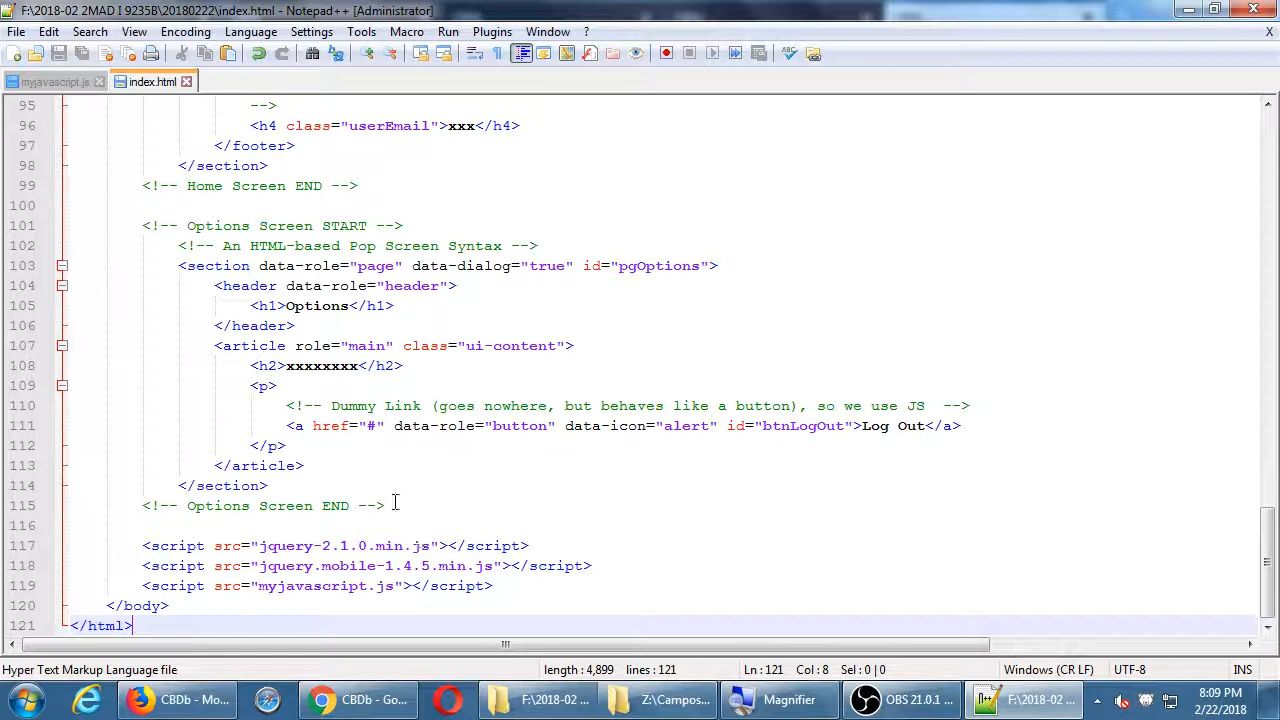 F:\2018-02 2MAD I 9235B\20180222\index.html - Notepad++ [Administrator]
File Edit Search View Encoding Language Settings Tools Macro Run Plugins Window ? X
myjavascript.js index.html
95 -->
96 <h4 class="userEmail">xxx</h4>
97 </footer>
98 </section>
99 <!-- Home Screen END -->
100
101 <!-- Options Screen START -->
102 <!-- An HTML-based Pop Screen Syntax -->
103 <section data-role="page" data-dialog="true" id="pgOptions">
104 <header data-role="header">
105 <h1>Options</h1>
106 </header>
107 <article role="main" class="ui-content">
108 <h2>xxxxxxxx</h2>
109 <p>
110 <!-- Dummy Link (goes nowhere, but behaves like a button), so we use JS  -->
111 <a href="#" data-role="button" data-icon="alert" id="btnLogOut">Log Out</a>
112 </p>
113 </article>
114 </section>
115 <!-- Options Screen END -->
116
117 <script src="jquery-2.1.0.min.js"></script>
118 <script src="jquery.mobile-1.4.5.min.js"></script>
119 <script src="myjavascript.js"></script>
120 </body>
121 </html>
Hyper Text Markup Language file length : 4,899 lines : 121 Ln : 121 Col : 8 Sel : 0 | 0 Windows (CR LF) UTF-8 INS
CBDb - Mo... CBDb - Go... F:\2018-02 ... Z:\Campos... Magnifier OBS 21.0.1 ... F:\2018-02 ... 8:09 PM
2/22/2018